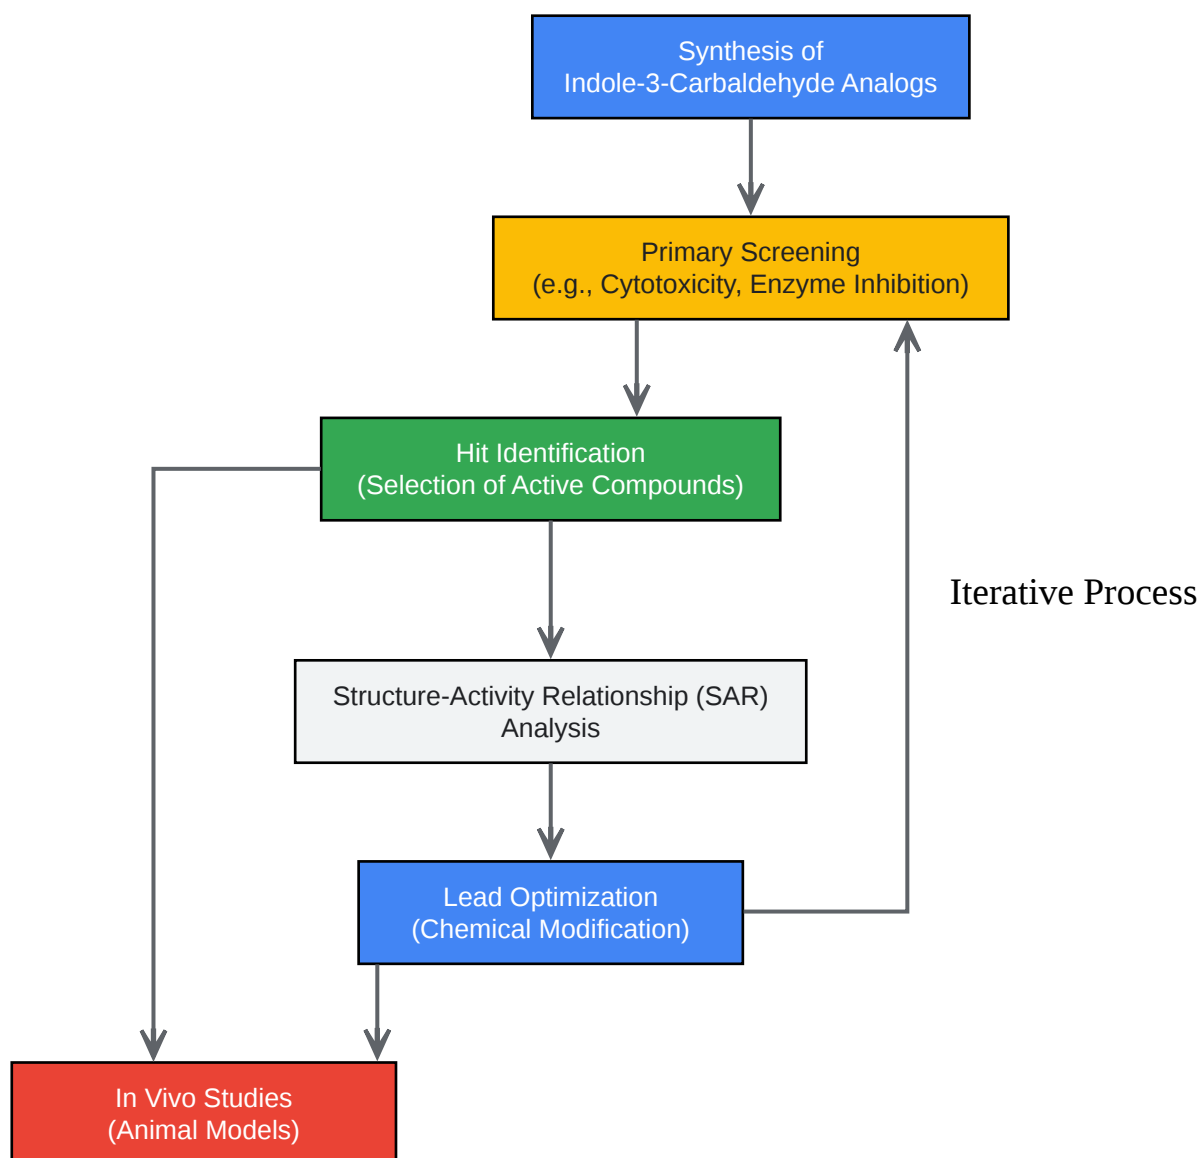 Synthesis of
Indole-3-Carbaldehyde Analogs
Primary Screening
(e.g., Cytotoxicity, Enzyme Inhibition)
Hit Identification
(Selection of Active Compounds)
Iterative Process
Structure-Activity Relationship (SAR)
Analysis
Lead Optimization
(Chemical Modification)
In Vivo Studies
(Animal Models)